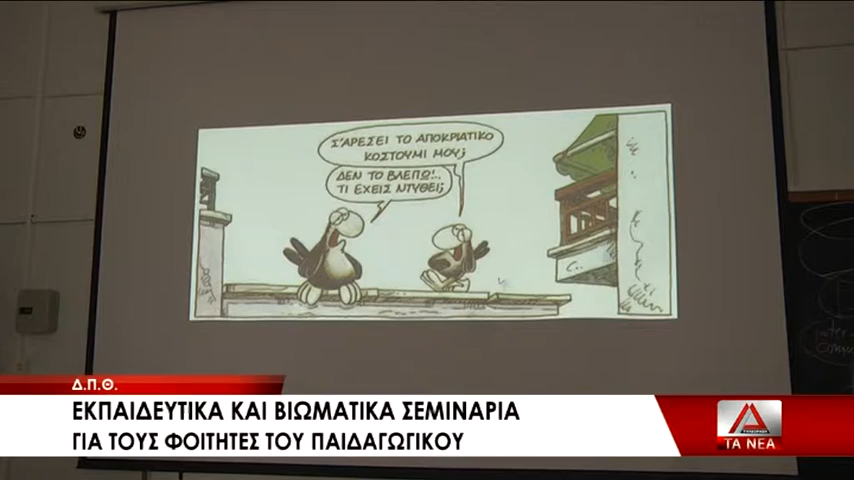 Σ'ΑΡΕΣΕΙ ΤΟ ΑΠΟΚΡΙΑΤΙΚΟ
ΚΟΣΤΟΥΜΙ ΜΟΥ;
ΔΕΝ ΤΟ ΒΛΕΠΩ!..
ΤΙ ΕΧΕΙΣ ΝΤΥΘΕΙ;
Δ.Π.Θ.
ΕΚΠΑΙΔΕΥΤΙΚΑ ΚΑΙ ΒΙΩΜΑΤΙΚΑ ΣΕΜΙΝΑΡΙΑ
ΓΙΑ ΤΟΥΣ ΦΟΙΤΗΤΕΣ ΤΟΥ ΠΑΙΔΑΓΩΓΙΚΟΥ
ΤΑ ΝΕΑ